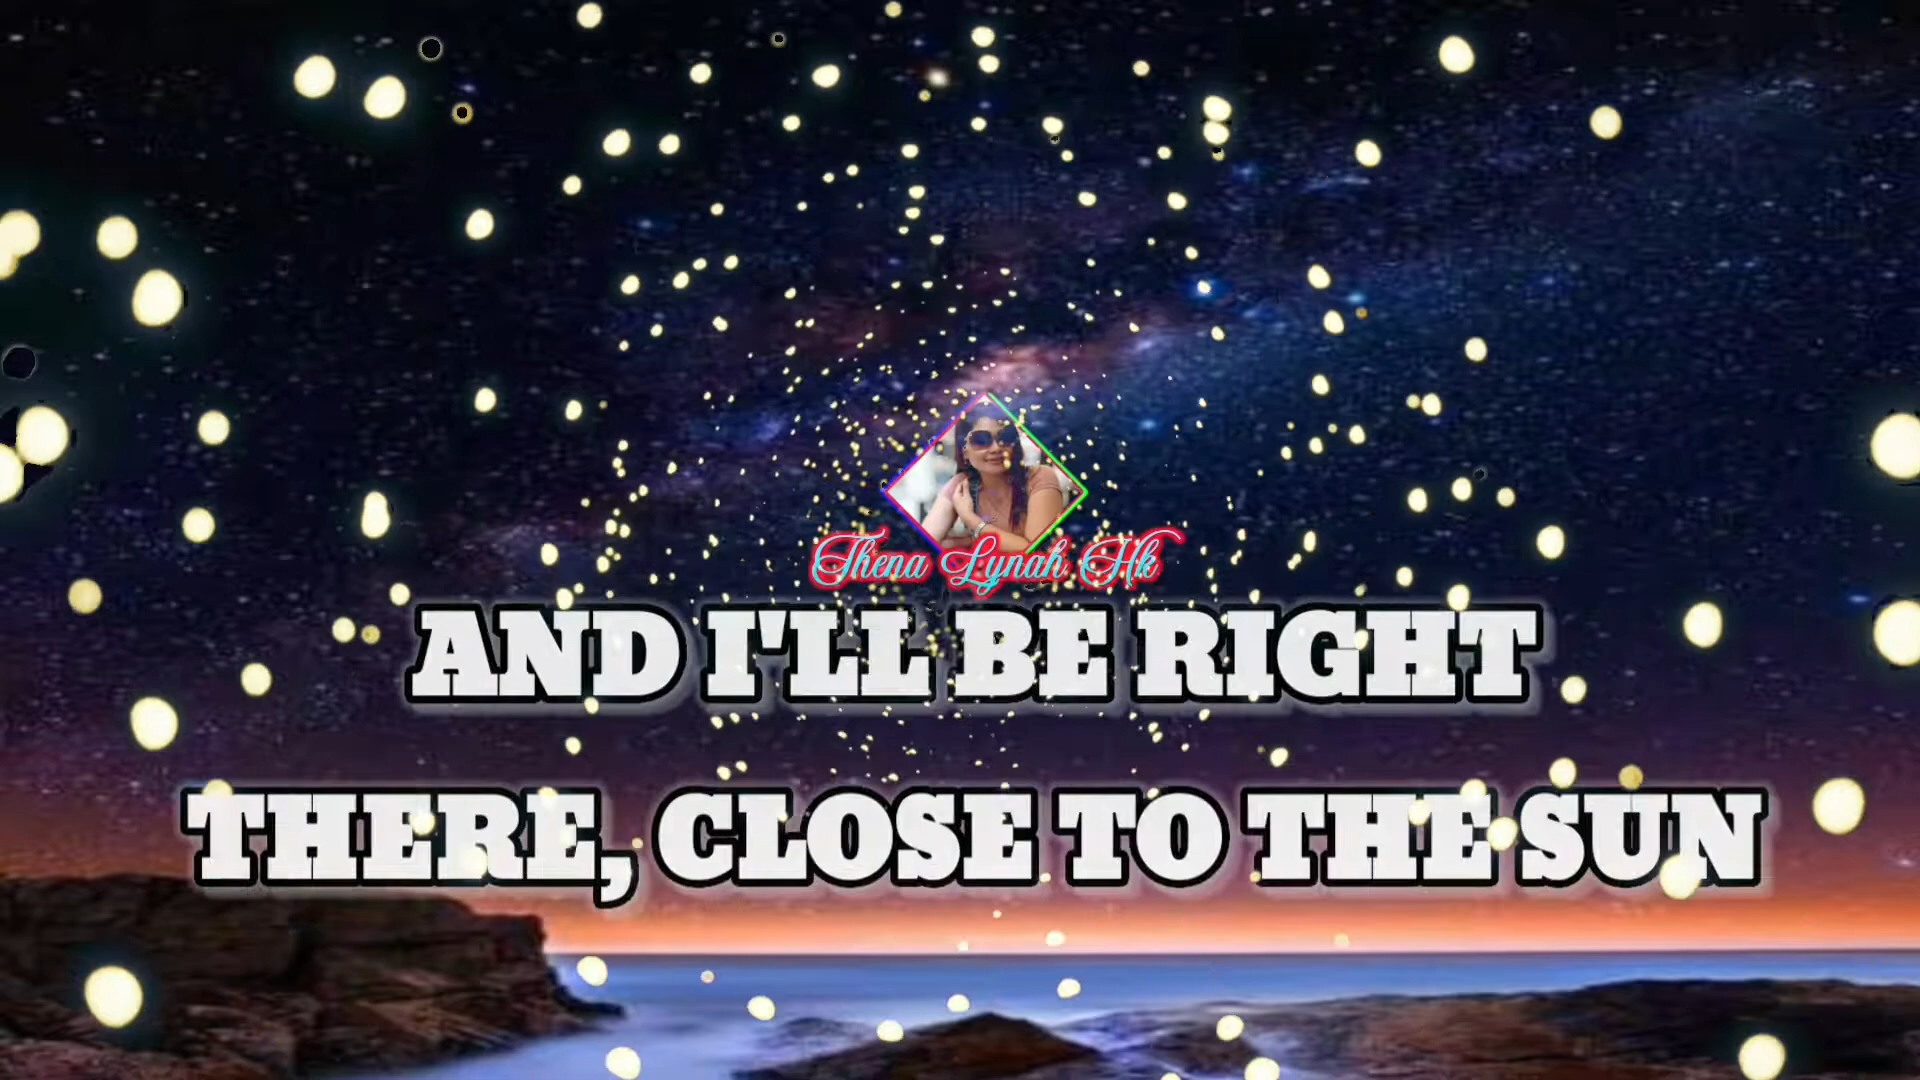 Thena Lynah Hk
AND I'LL BE RIGHT
THERE, CLOSE TO THE SUN